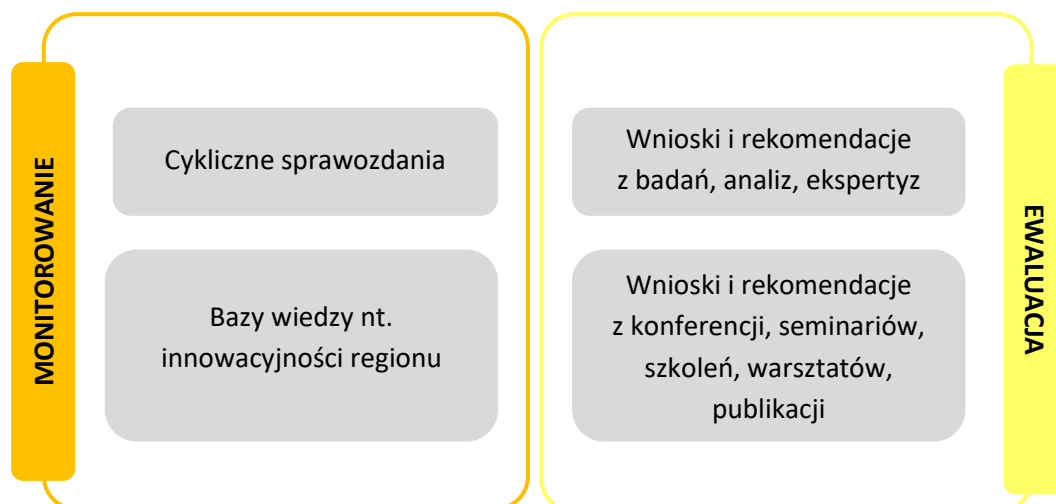 MONITOROWANIE
Cykliczne sprawozdania
Bazy wiedzy nt.
innowacyjności regionu
Wnioski i rekomendacje
z badań, analiz, ekspertyz
Wnioski i rekomendacje
z konferencji, seminariów,
szkoleń, warsztatów,
publikacji
EWALUACJA